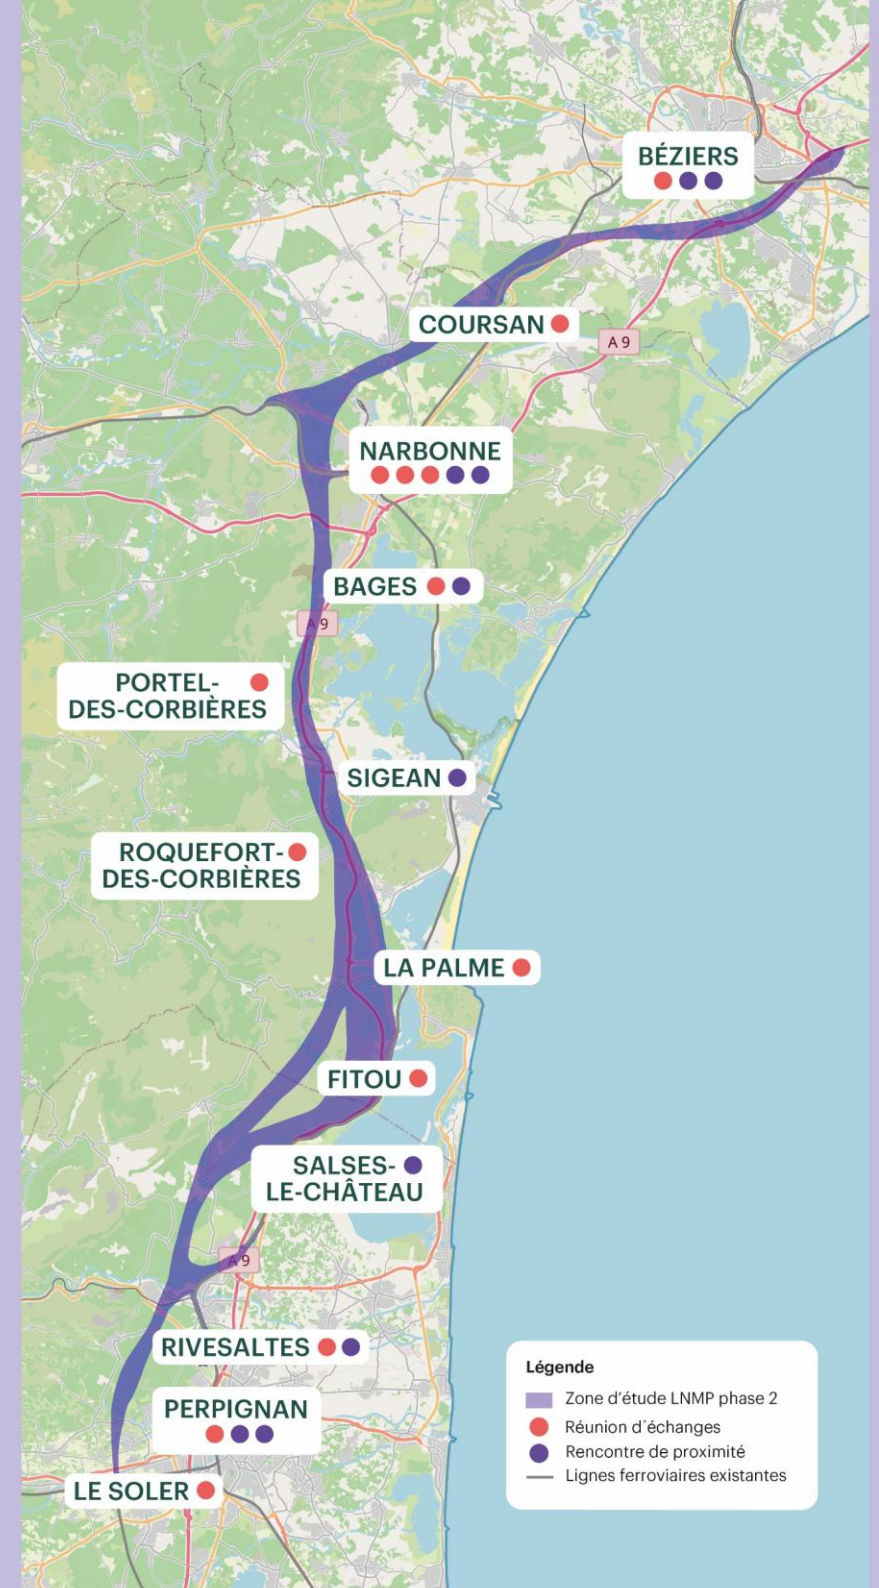 BÉZIERS
COURSAN
A 9
NARBONNE
BAGES
A 9
PORTEL-
DES-CORBIÈRES
SIGEAN
ROQUEFORT-
DES-CORBIÈRES
LA PALME
FITOU
SALSES-
LE-CHÂTEAU
A 9
RIVESALTES
PERPIGNAN
LE SOLER
Légende
Zone d'étude LNMP phase 2
Réunion d´échanges
Rencontre de proximité
Lignes ferroviaires existantes